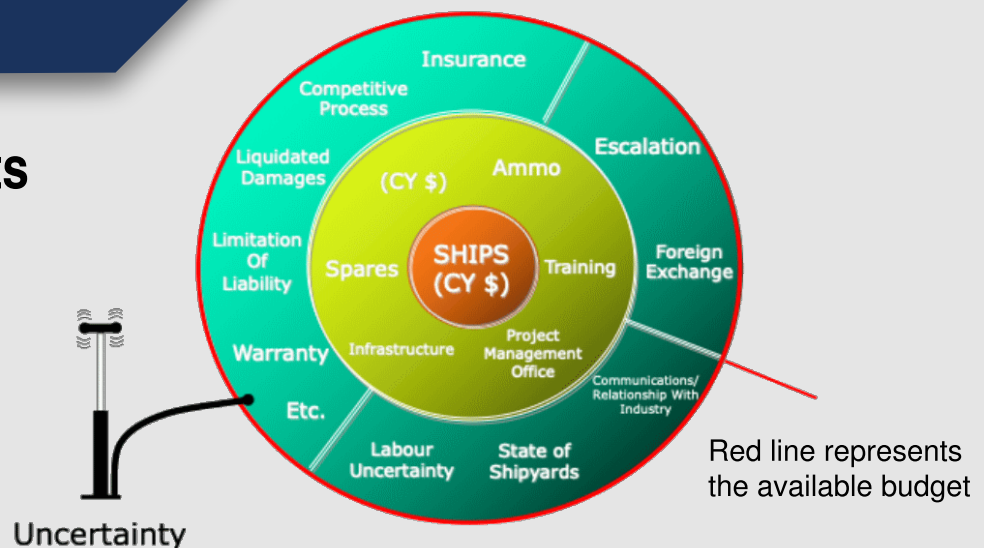 ts
Insurance
Competitive
Process
Liquidated
Damages
Limitation
Of
Liability
Warranty
Etc.
Escalation
Foreign
Exchange
Communications/
Relationship With
Industry
State of
Shipyards
Labour
Uncertainty
(CY $)
Ammo
Spares
Training
Infrastructure
Project
Management
Office
SHIPS
(CY $)
Red line represents
the available budget
Uncertainty